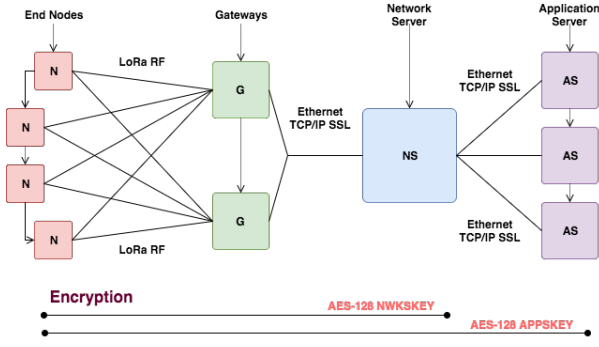 End Nodes
Gateways
Network
Server
Application
Server
LoRa RF
N
N
N
N
LoRa RF
G
G
Ethernet
TCP/IP SSL
NS
Ethernet
TCP/IP SSL
Ethernet
TCP/IP SSL
AS
AS
AS
Encryption
AES-128 NWKSKEY
AES-128 APPSKEY